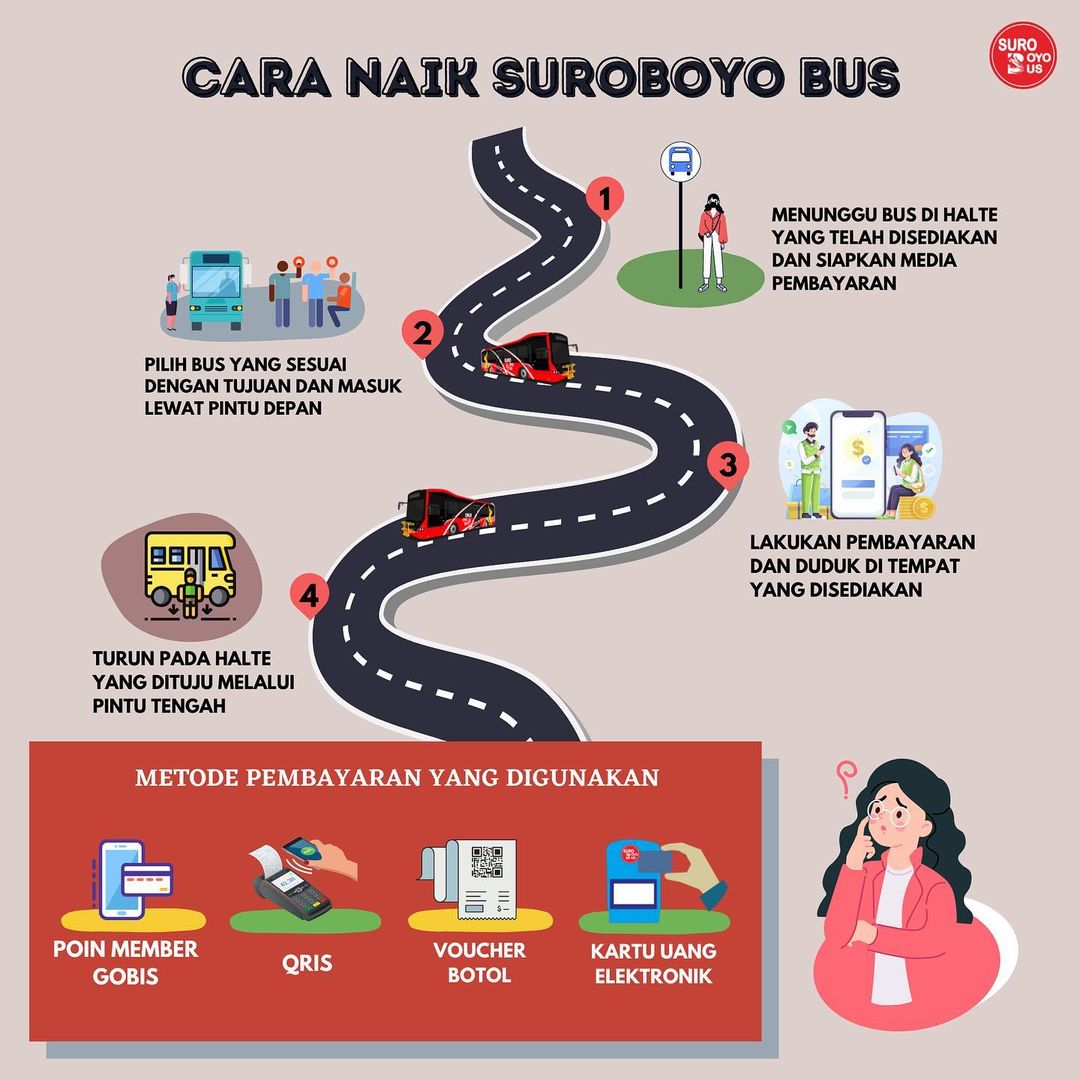 CARA NAIK SUROBOYO BUS
SURO
BOYO
BUS
1
MENUNGGU BUS DI HALTE
YANG TELAH DISEDIAKAN
DAN SIAPKAN MEDIA
PEMBAYARAN
2
PILIH BUS YANG SESUAI
DENGAN TUJUAN DAN MASUK
LEWAT PINTU DEPAN
3
LAKUKAN PEMBAYARAN
DAN DUDUK DI TEMPAT
YANG DISEDIAKAN
4
TURUN PADA HALTE
YANG DITUJU MELALUI
PINTU TENGAH
METODE PEMBAYARAN YANG DIGUNAKAN
POIN MEMBER
GOBIS
QRIS
VOUCHER
BOTOL
KARTU UANG
ELEKTRONIK